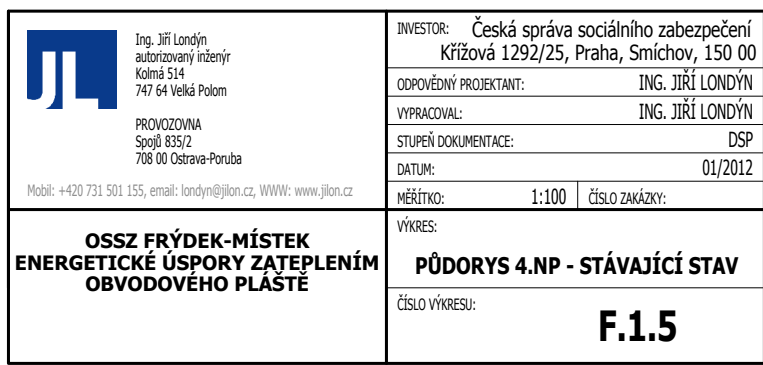 JL
Ing. Jiří Londýn
autorizovaný inženýr
Kolmá 514
747 64 Velká Polom
PROVOZOVNA
Spojů 835/2
708 00 Ostrava-Poruba
Mobil: +420 731 501 155, email: londyn@jilon.cz, WWW: www.jilon.cz
INVESTOR: Česká správa sociálního zabezpečení
Křížová 1292/25, Praha, Smíchov, 150 00
ODPOVĚDNÝ PROJEKTANT: ING. JIŘÍ LONDÝN
VYPRACOVAL: ING. JIŘÍ LONDÝN
STUPEŇ DOKUMENTACE: DSP
DATUM: 01/2012
MĚŘÍTKO: 1:100 ČÍSLO ZAKÁZKY:
OSSZ FRÝDEK-MÍSTEK
ENERGETICKÉ ÚSPORY ZATEPLENÍM
OBVODOVÉHO PLÁŠTĚ
VÝKRES:
PŮDORYS 4.NP - STÁVAJÍCÍ STAV
ČÍSLO VÝKRESU:
F.1.5